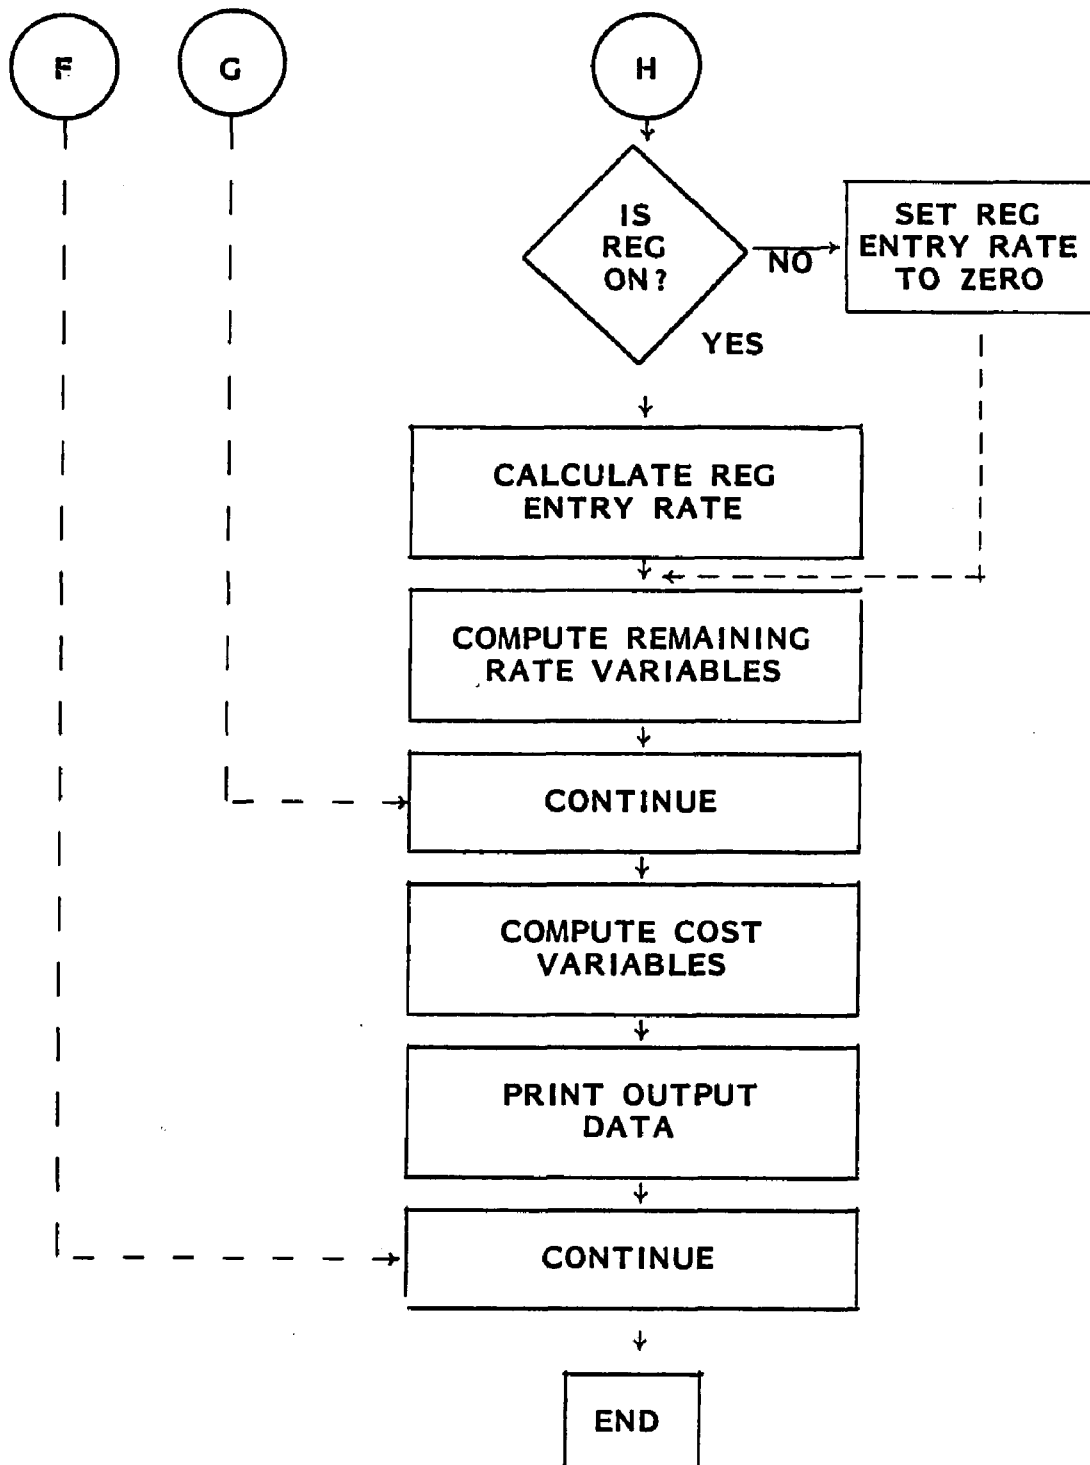 F
G
H
IS
REG
ON?
NO
YES
SET REG
ENTRY RATE
TO ZERO
CALCULATE REG
ENTRY RATE
COMPUTE REMAINING
RATE VARIABLES
CONTINUE
COMPUTE COST
VARIABLES
PRINT OUTPUT
DATA
CONTINUE
END